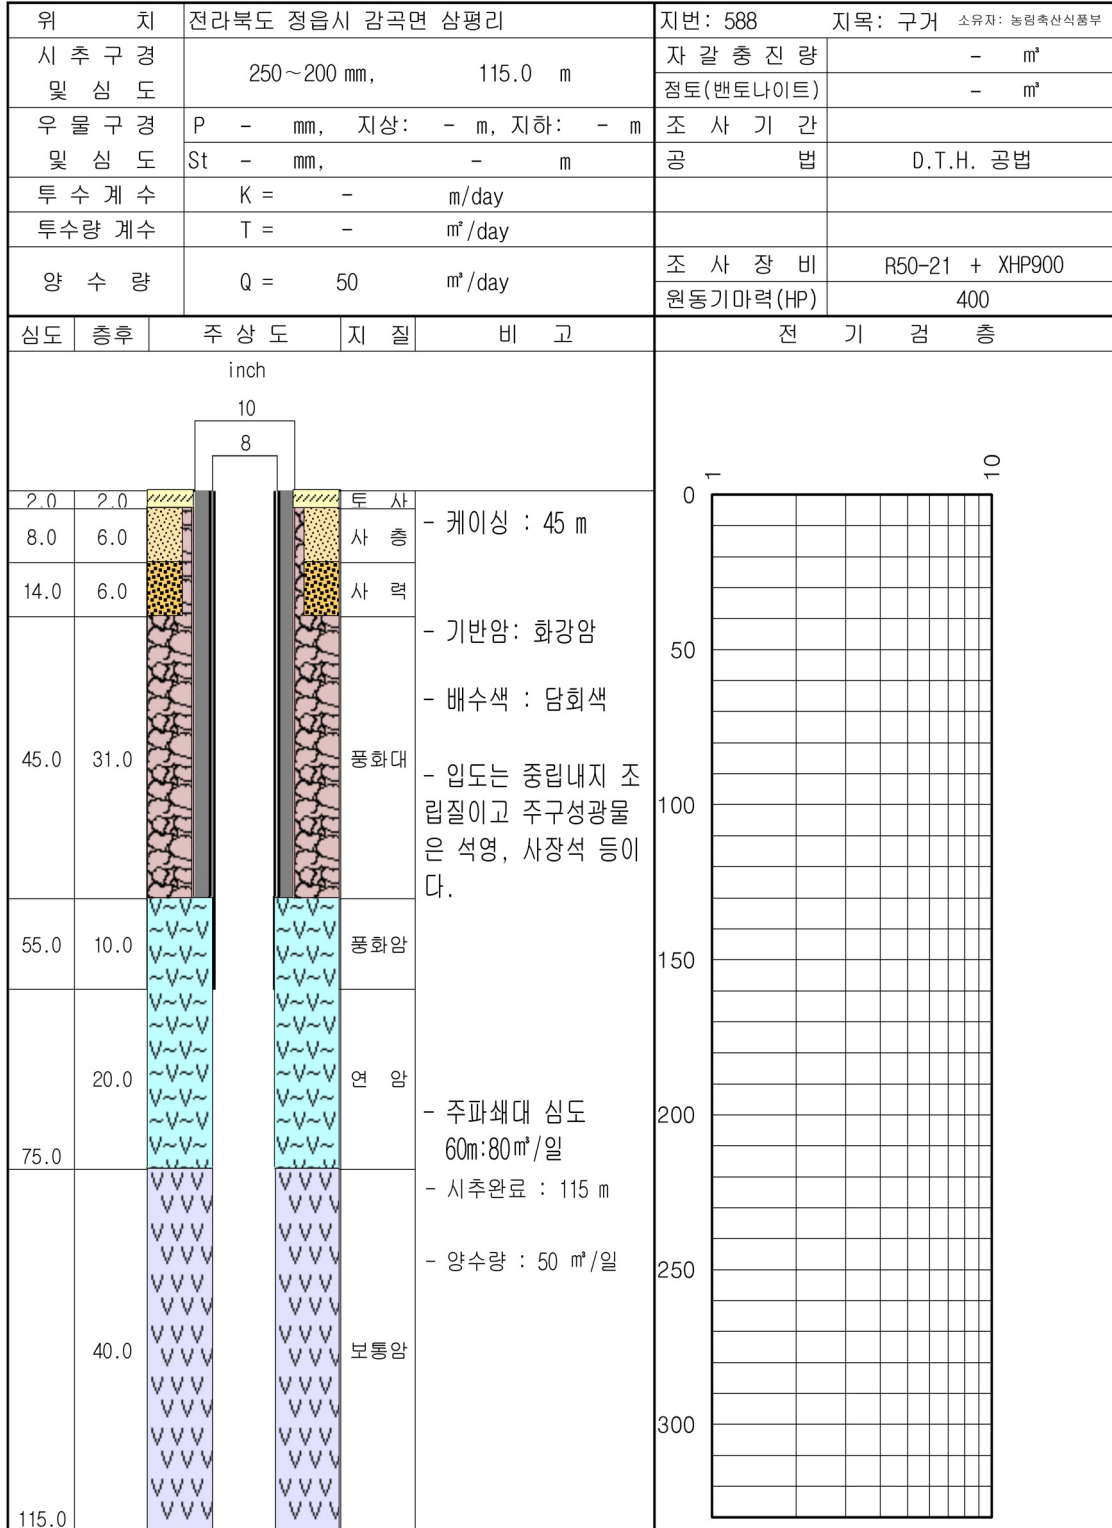 위 치 전라북도 정읍시 감곡면 삼평리 지번: 588 지목: 구거 소유자: 농림축산식품부
시 추 구 경 및 심 도 250~200 mm, 115.0 m
자 갈 충 진 량 - ㎥
점토(밴토나이트) - ㎥
우 물 구 경 및 심 도 P - mm, 지상: - m, 지하: - m
St - mm, - m
조 사 기 간
공 법 D.T.H. 공법
투 수 계 수 K = - m/day
투수량 계수 T = - ㎡/day
양 수 량 Q = 50 ㎥/day
조 사 장 비 R50-21 + XHP900
원동기마력(HP) 400
심도 층후 주 상 도 지 질 비 고 전 기 검 층
inch
10
8
2.0 2.0 토 사
8.0 6.0 사 층
14.0 6.0 사 력
45.0 31.0 풍화대
55.0 10.0 풍화암
75.0 20.0 연 암
115.0 40.0 보통암
- 케이싱 : 45 m
- 기반암: 화강암
- 배수색 : 담회색
- 입도는 중립내지 조
립질이고 주구성광물
은 석영, 사장석 등이
다.
- 주파쇄대 심도
60m:80㎥/일
- 시추완료 : 115 m
- 양수량 : 50 ㎥/일
1 10
0
50
100
150
200
250
300